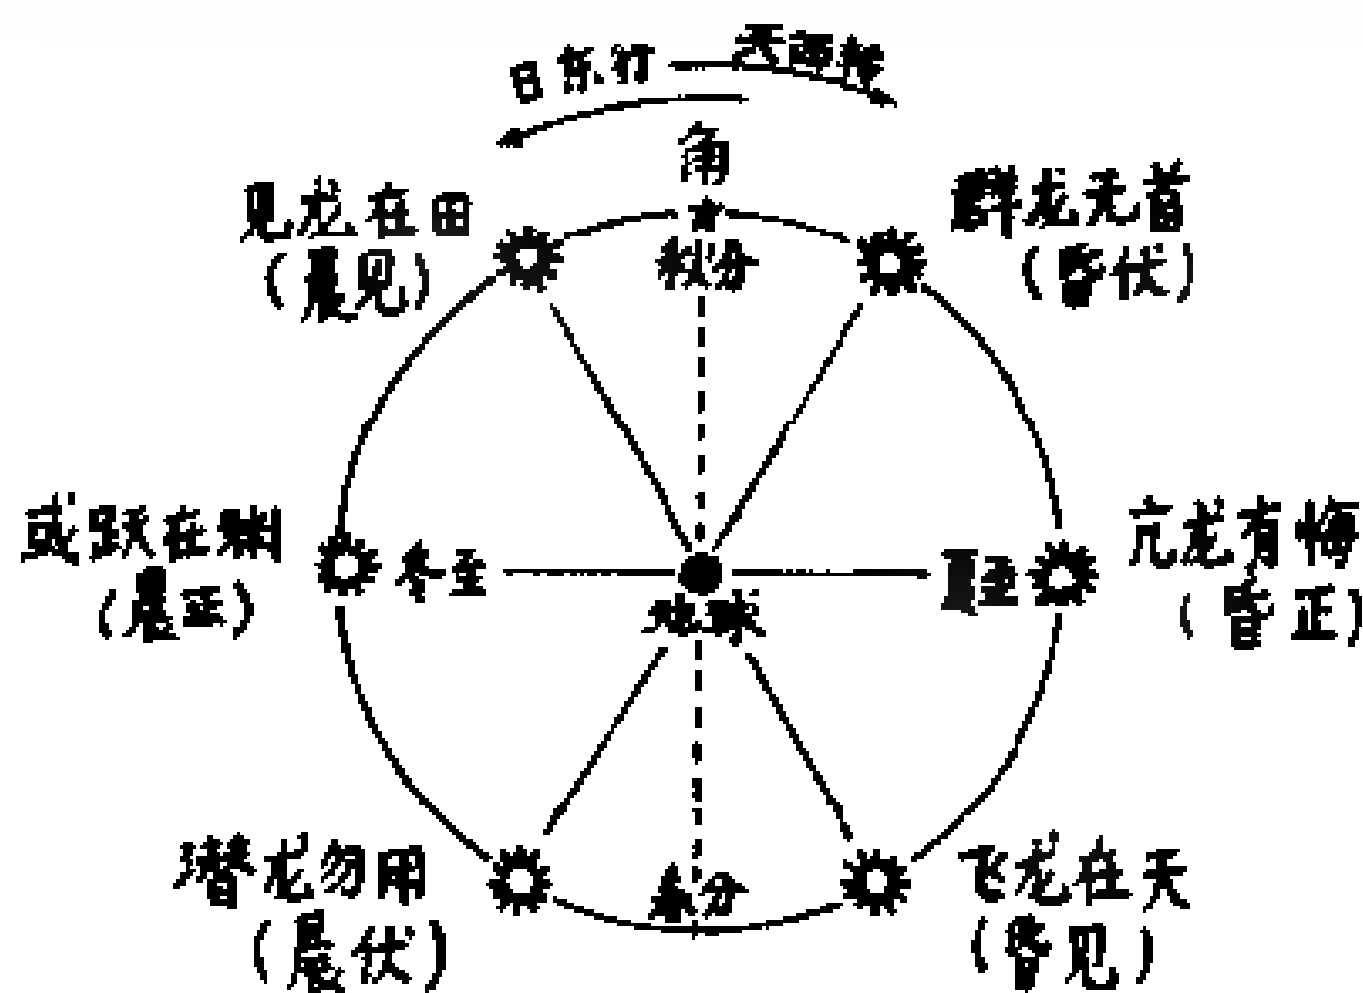 日东行
天西转
角
见龙在田
(晨见)
群龙无首
(昏伏)
秋分
或跃在渊
(晨正)
冬至
夏至
亢龙有悔
(昏正)
地球
潜龙勿用
(晨伏)
春分
飞龙在天
(昏见)